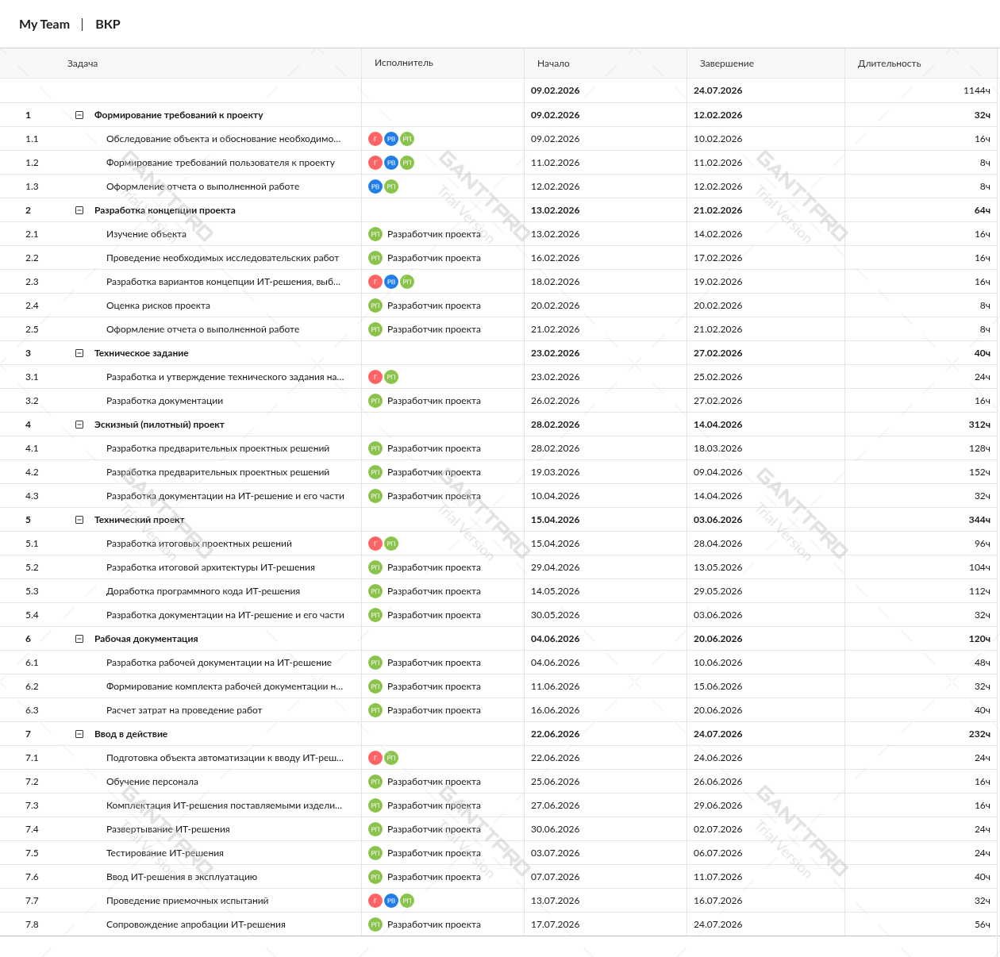 My Team | ВКР
Задача Исполнитель Начало Завершение Длительность
09.02.2026 24.07.2026 1144ч
1 Формирование требований к проекту 09.02.2026 12.02.2026 32ч
1.1 Обследование объекта и обоснование необходимо... Г РВ РП 09.02.2026 10.02.2026 16ч
1.2 Формирование требований пользователя к проекту Г РВ РП 11.02.2026 11.02.2026 8ч
1.3 Оформление отчета о выполненной работе РВ РП 12.02.2026 12.02.2026 8ч
2 Разработка концепции проекта 13.02.2026 21.02.2026 64ч
2.1 Изучение объекта РП Разработчик проекта 13.02.2026 14.02.2026 16ч
2.2 Проведение необходимых исследовательских работ РП Разработчик проекта 16.02.2026 17.02.2026 16ч
2.3 Разработка вариантов концепции ИТ-решения, выб... Г РВ РП 18.02.2026 19.02.2026 16ч
2.4 Оценка рисков проекта РП Разработчик проекта 20.02.2026 20.02.2026 8ч
2.5 Оформление отчета о выполненной работе РП Разработчик проекта 21.02.2026 21.02.2026 8ч
3 Техническое задание 23.02.2026 27.02.2026 40ч
3.1 Разработка и утверждение технического задания на... Г РП 23.02.2026 25.02.2026 24ч
3.2 Разработка документации РП Разработчик проекта 26.02.2026 27.02.2026 16ч
4 Эскизный (пилотный) проект 28.02.2026 14.04.2026 312ч
4.1 Разработка предварительных проектных решений РП Разработчик проекта 28.02.2026 18.03.2026 128ч
4.2 Разработка предварительных проектных решений РП Разработчик проекта 19.03.2026 09.04.2026 152ч
4.3 Разработка документации на ИТ-решение и его части РП Разработчик проекта 10.04.2026 14.04.2026 32ч
5 Технический проект 15.04.2026 03.06.2026 344ч
5.1 Разработка итоговых проектных решений Г РП 15.04.2026 28.04.2026 96ч
5.2 Разработка итоговой архитектуры ИТ-решения РП Разработчик проекта 29.04.2026 13.05.2026 104ч
5.3 Доработка программного кода ИТ-решения РП Разработчик проекта 14.05.2026 29.05.2026 112ч
5.4 Разработка документации на ИТ-решение и его части РП Разработчик проекта 30.05.2026 03.06.2026 32ч
6 Рабочая документация 04.06.2026 20.06.2026 120ч
6.1 Разработка рабочей документации на ИТ-решение РП Разработчик проекта 04.06.2026 10.06.2026 48ч
6.2 Формирование комплекта рабочей документации н... РП Разработчик проекта 11.06.2026 15.06.2026 32ч
6.3 Расчет затрат на проведение работ РП Разработчик проекта 16.06.2026 20.06.2026 40ч
7 Ввод в действие 22.06.2026 24.07.2026 232ч
7.1 Подготовка объекта автоматизации к вводу ИТ-реш... Г РП 22.06.2026 24.06.2026 24ч
7.2 Обучение персонала РП Разработчик проекта 25.06.2026 26.06.2026 16ч
7.3 Комплектация ИТ-решения поставляемыми издели... РП Разработчик проекта 27.06.2026 29.06.2026 16ч
7.4 Развертывание ИТ-решения РП Разработчик проекта 30.06.2026 02.07.2026 24ч
7.5 Тестирование ИТ-решения РП Разработчик проекта 03.07.2026 06.07.2026 24ч
7.6 Ввод ИТ-решения в эксплуатацию РП Разработчик проекта 07.07.2026 11.07.2026 40ч
7.7 Проведение приемочных испытаний Г РВ РП 13.07.2026 16.07.2026 32ч
7.8 Сопровождение апробации ИТ-решения РП Разработчик проекта 17.07.2026 24.07.2026 56ч
GANTTPRO
Trial Version
GANTTPRO
Trial Version
GANTTPRO
Trial Version
GANTTPRO
Trial Version
GANTTPRO
Trial Version
GANTTPRO
Trial Version
GANTTPRO
Trial Version
GANTTPRO
Trial Version
GANTTPRO
Trial Version